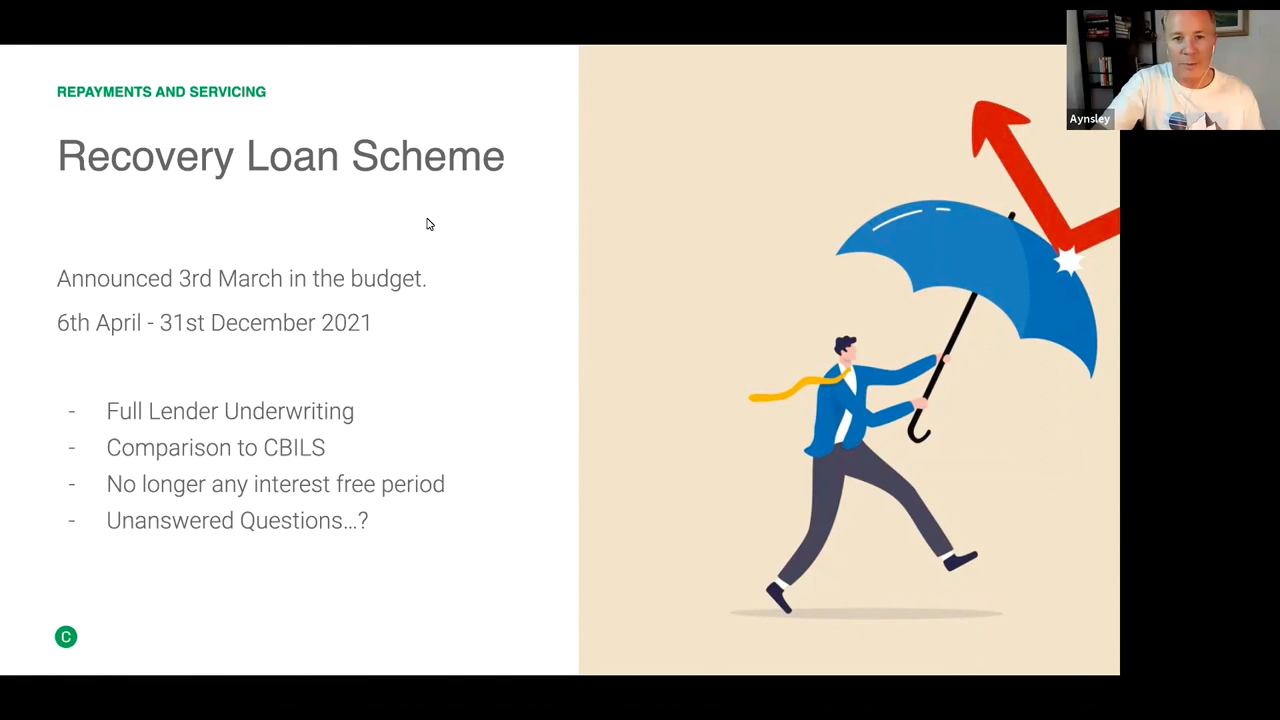 REPAYMENTS AND SERVICING
Recovery Loan Scheme
Announced 3rd March in the budget.
6th April - 31st December 2021
- Full Lender Underwriting
- Comparison to CBILS
- No longer any interest free period
- Unanswered Questions...?
C
Aynsley